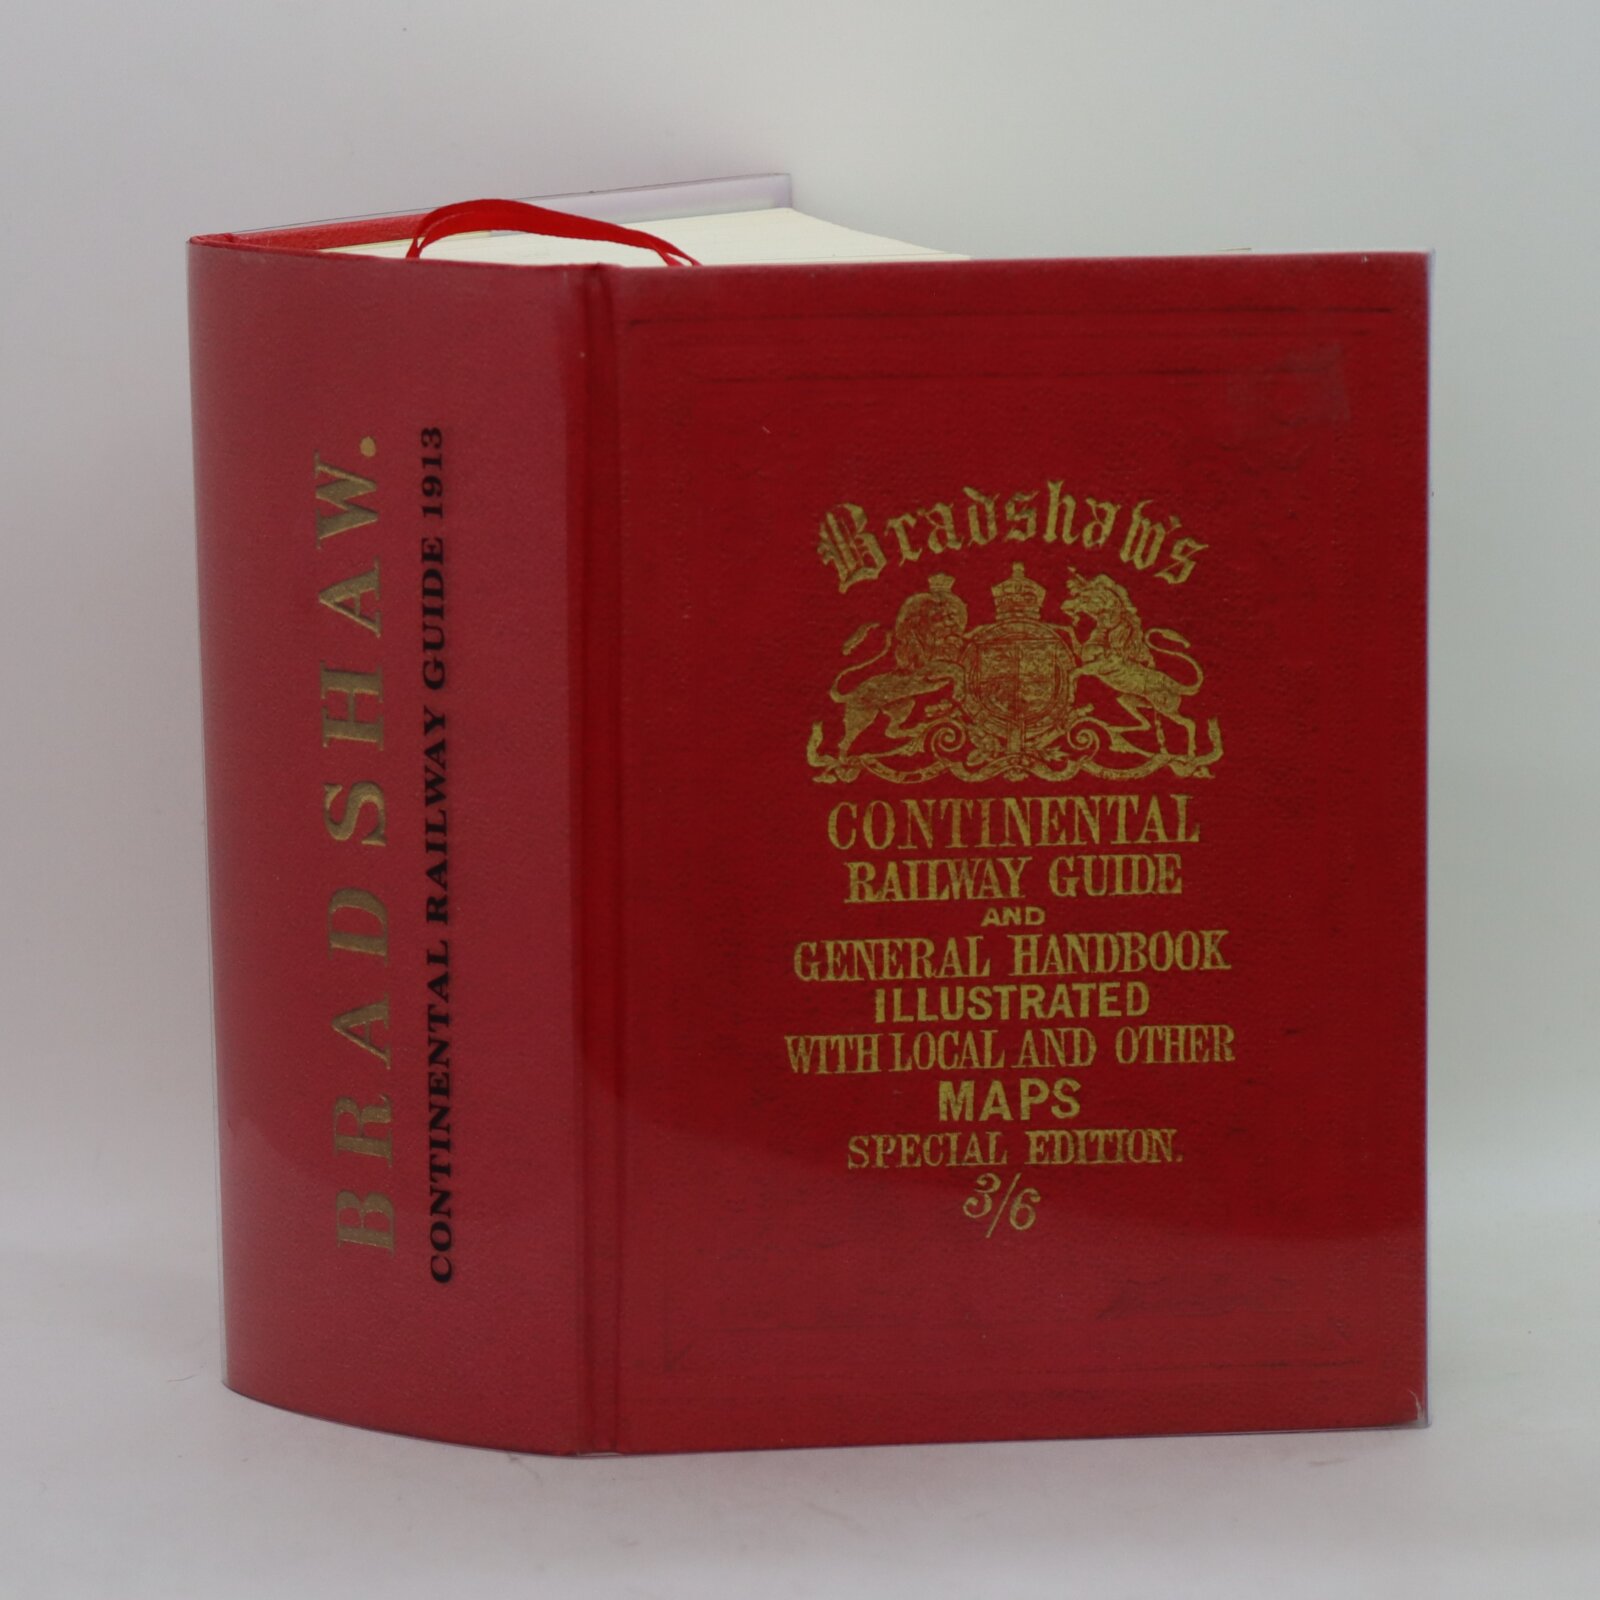 BRADSHAW.
CONTINENTAL RAILWAY GUIDE 1913
Bradshaw's
CONTINENTAL
RAILWAY GUIDE
AND
GENERAL HANDBOOK
ILLUSTRATED
WITH LOCAL AND OTHER
MAPS
SPECIAL EDITION.
3/6